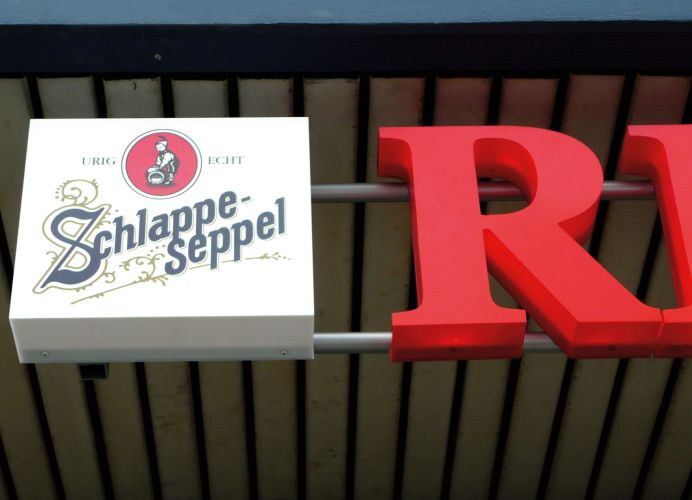 URIG ECHT
Schlappe-
Seppel
R